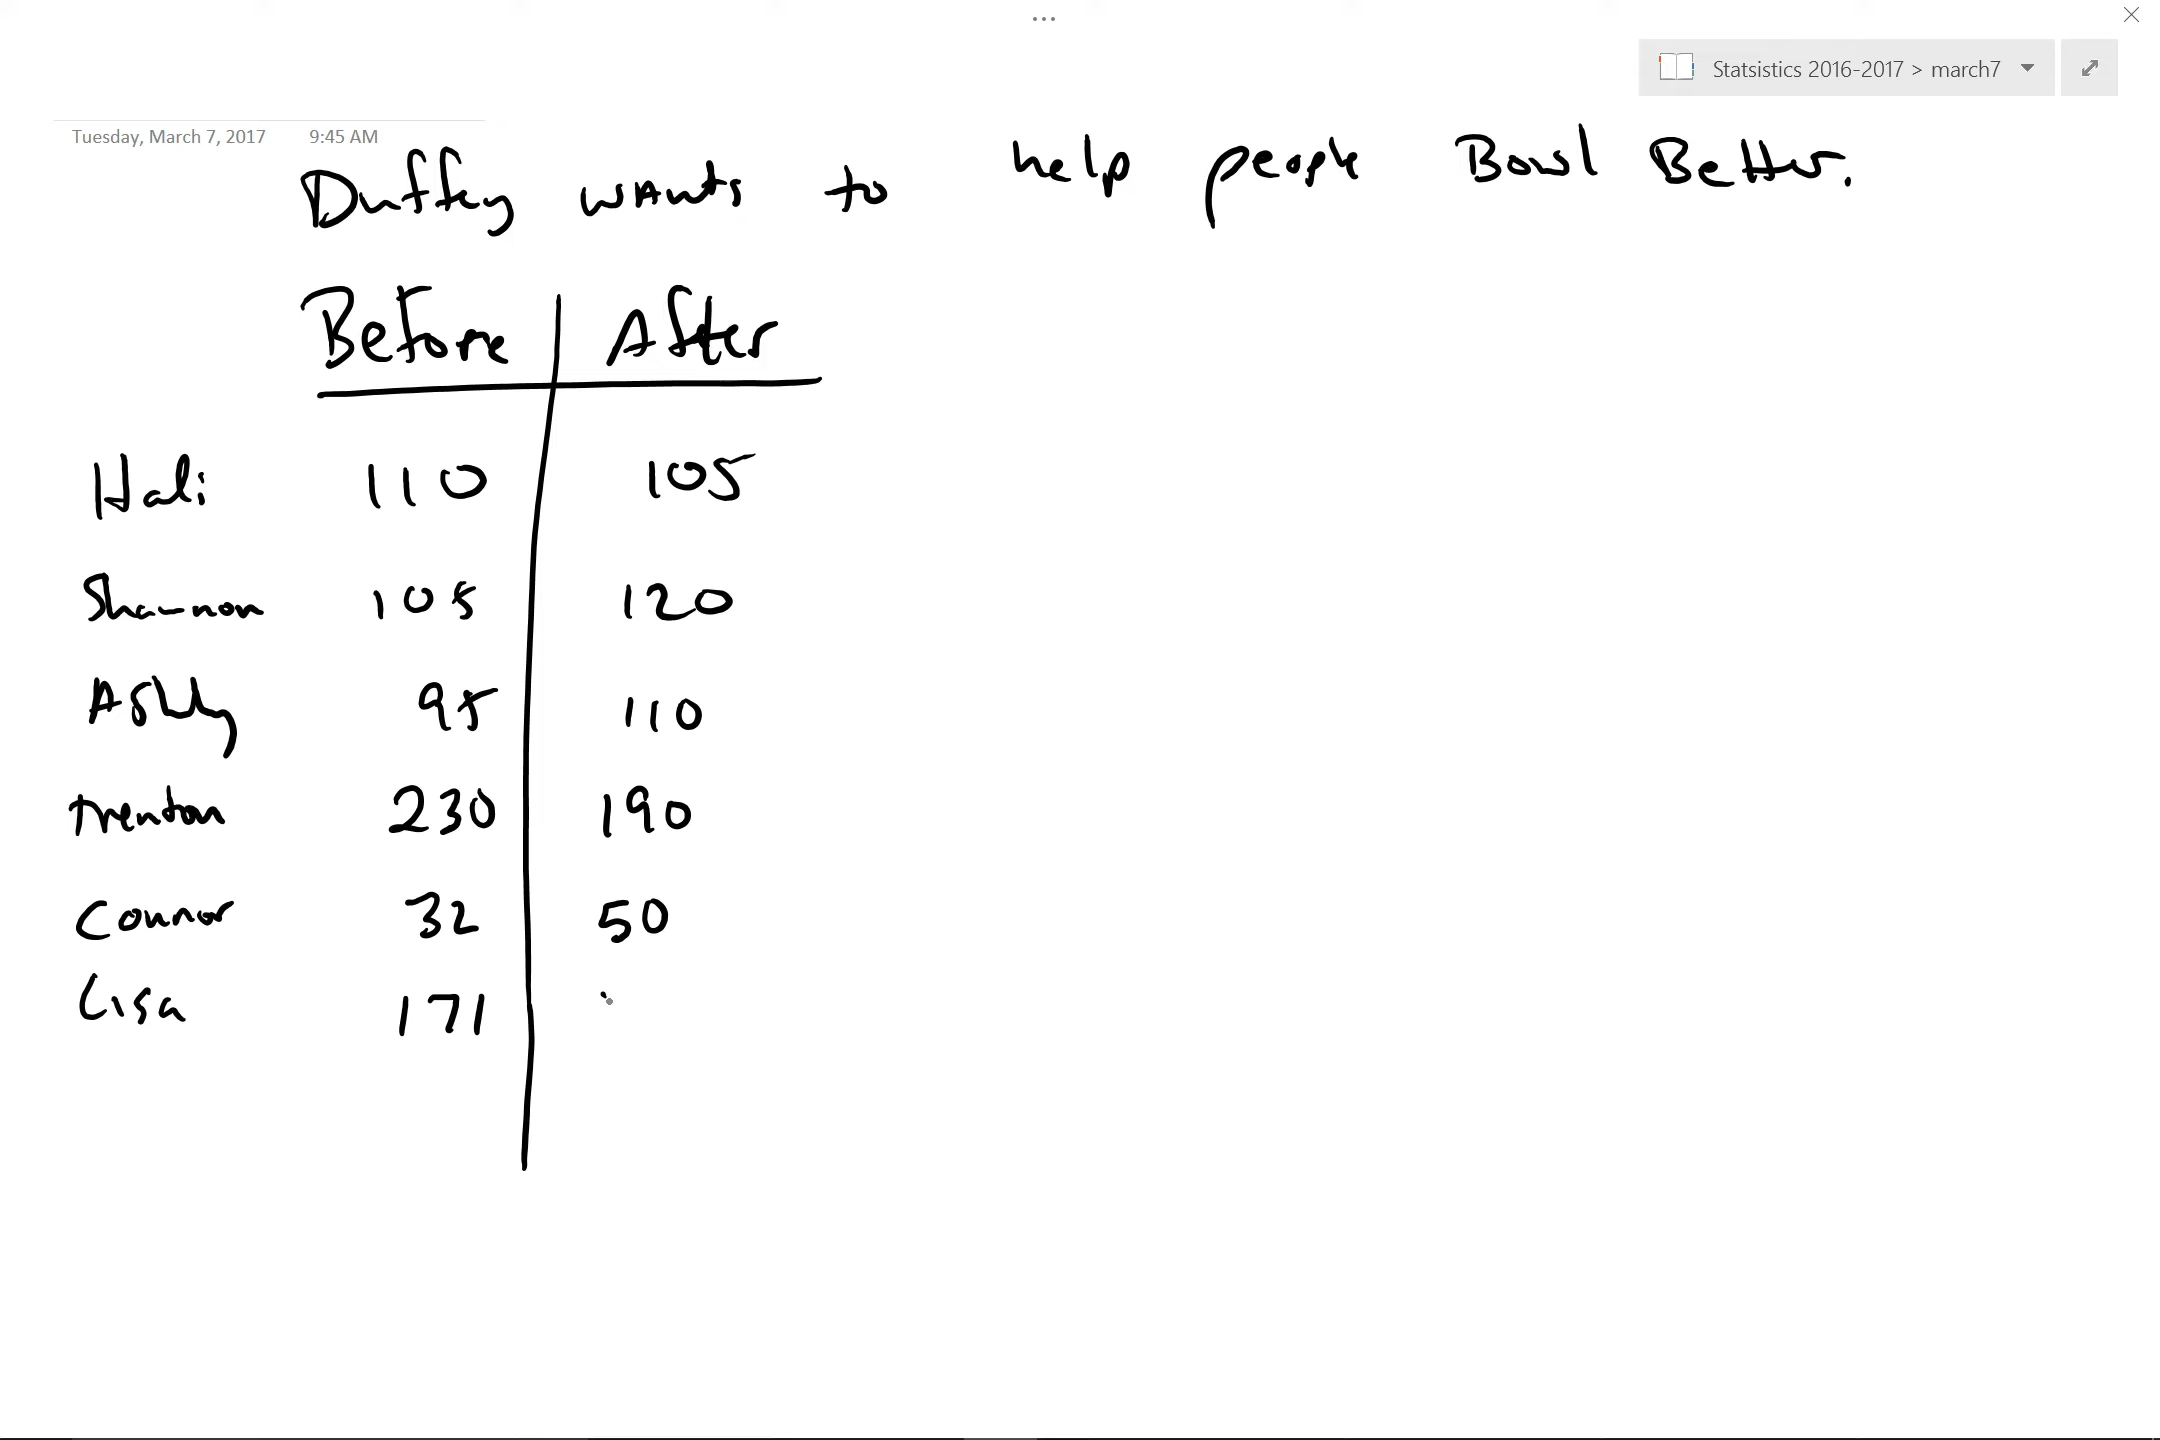 Statsistics 2016-2017 > march7
Tuesday, March 7, 2017 9:45 AM
Duffey wants to help people Bowl Better.
Before After
Hali 110 105
Shannon 105 120
Ashly 95 110
trenton 230 190
Connor 32 50
Lisa 171